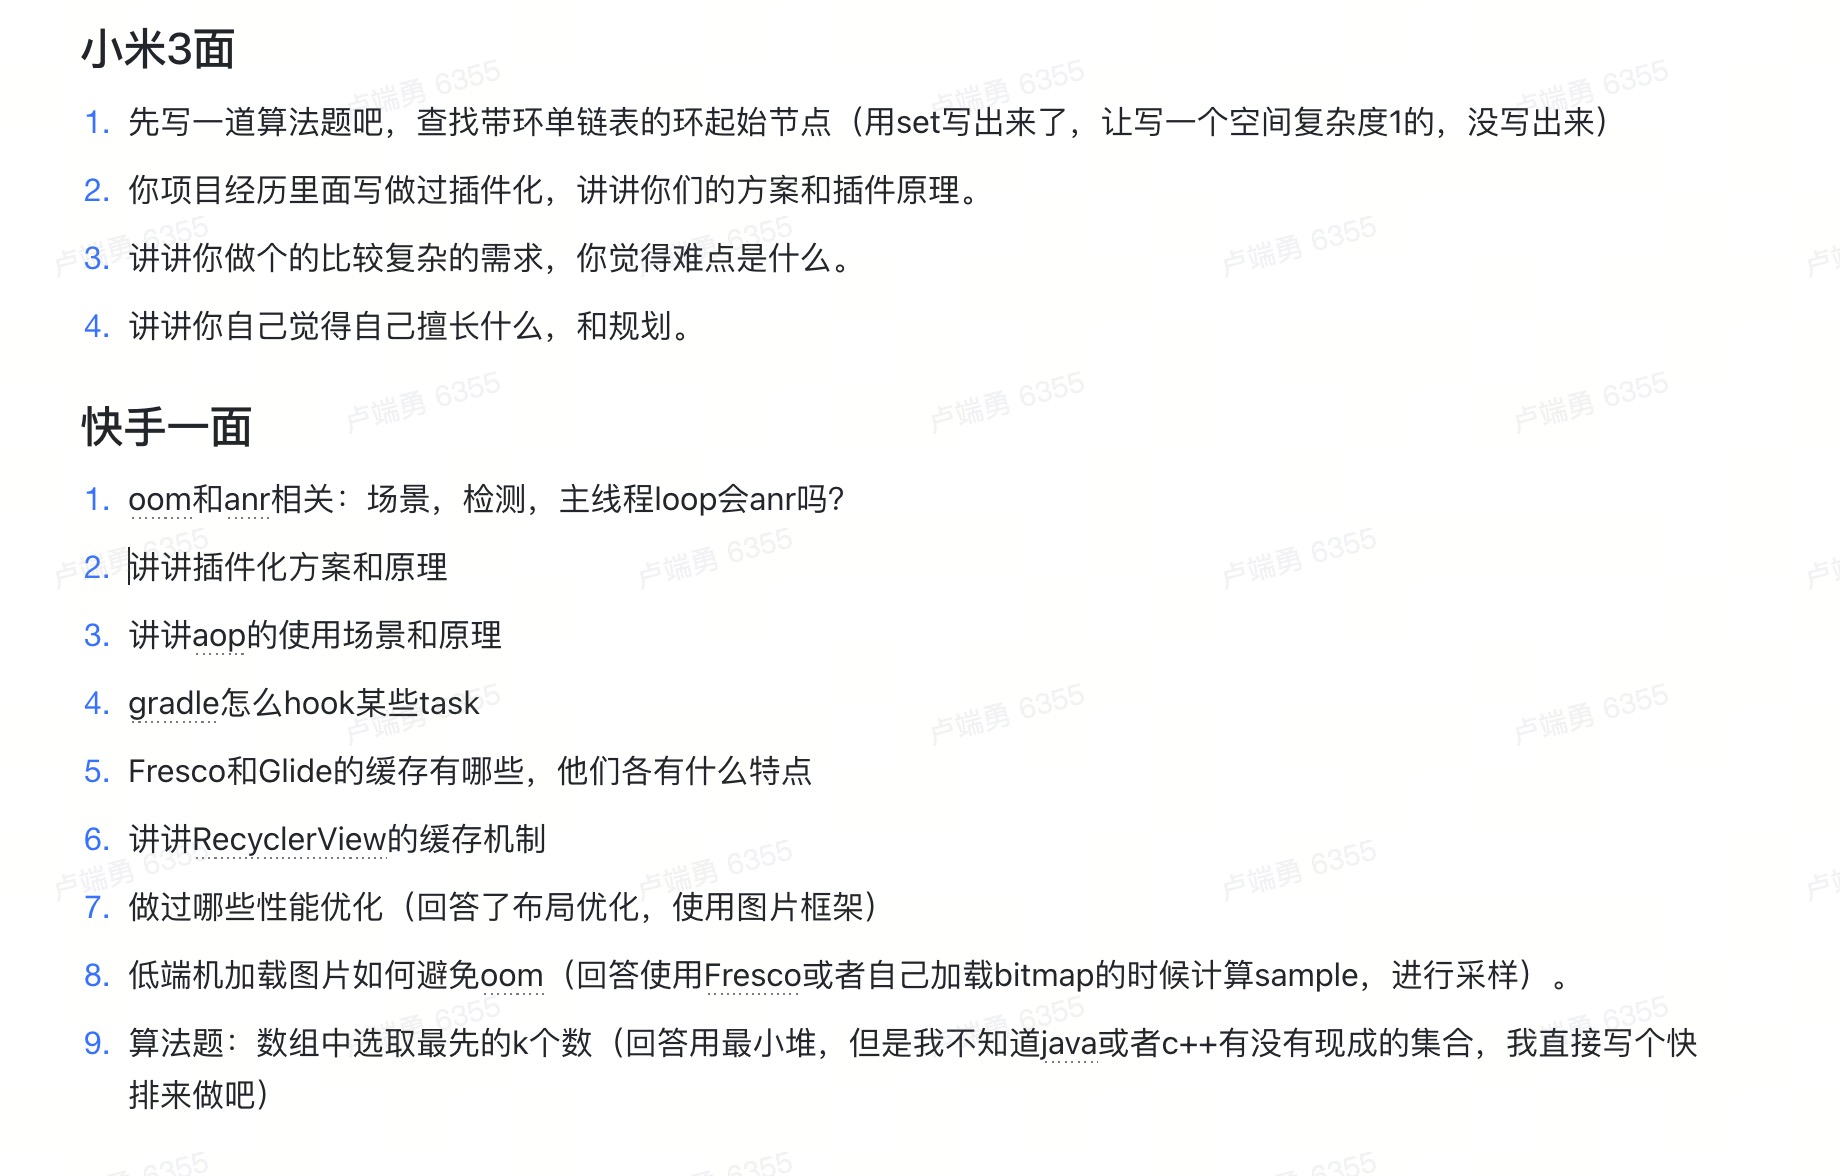 小米3面
1. 先写一道算法题吧，查找带环单链表的环起始节点（用set写出来了，让写一个空间复杂度1的，没写出来）
2. 你项目经历里面写做过插件化，讲讲你们的方案和插件原理。
3. 讲讲你做个的比较复杂的需求，你觉得难点是什么。
4. 讲讲你自己觉得自己擅长什么，和规划。
快手一面
1. oom和anr相关：场景，检测，主线程loop会anr吗?
2. 讲讲插件化方案和原理
3. 讲讲aop的使用场景和原理
4. gradle怎么hook某些task
5. Fresco和Glide的缓存有哪些，他们各有什么特点
6. 讲讲RecyclerView的缓存机制
7. 做过哪些性能优化（回答了布局优化，使用图片框架）
8. 低端机加载图片如何避免oom（回答使用Fresco或者自己加载bitmap的时候计算sample，进行采样）。
9. 算法题：数组中选取最先的k个数（回答用最小堆，但是我不知道java或者c++有没有现成的集合，我直接写个快
排来做吧）
卢端勇 6355